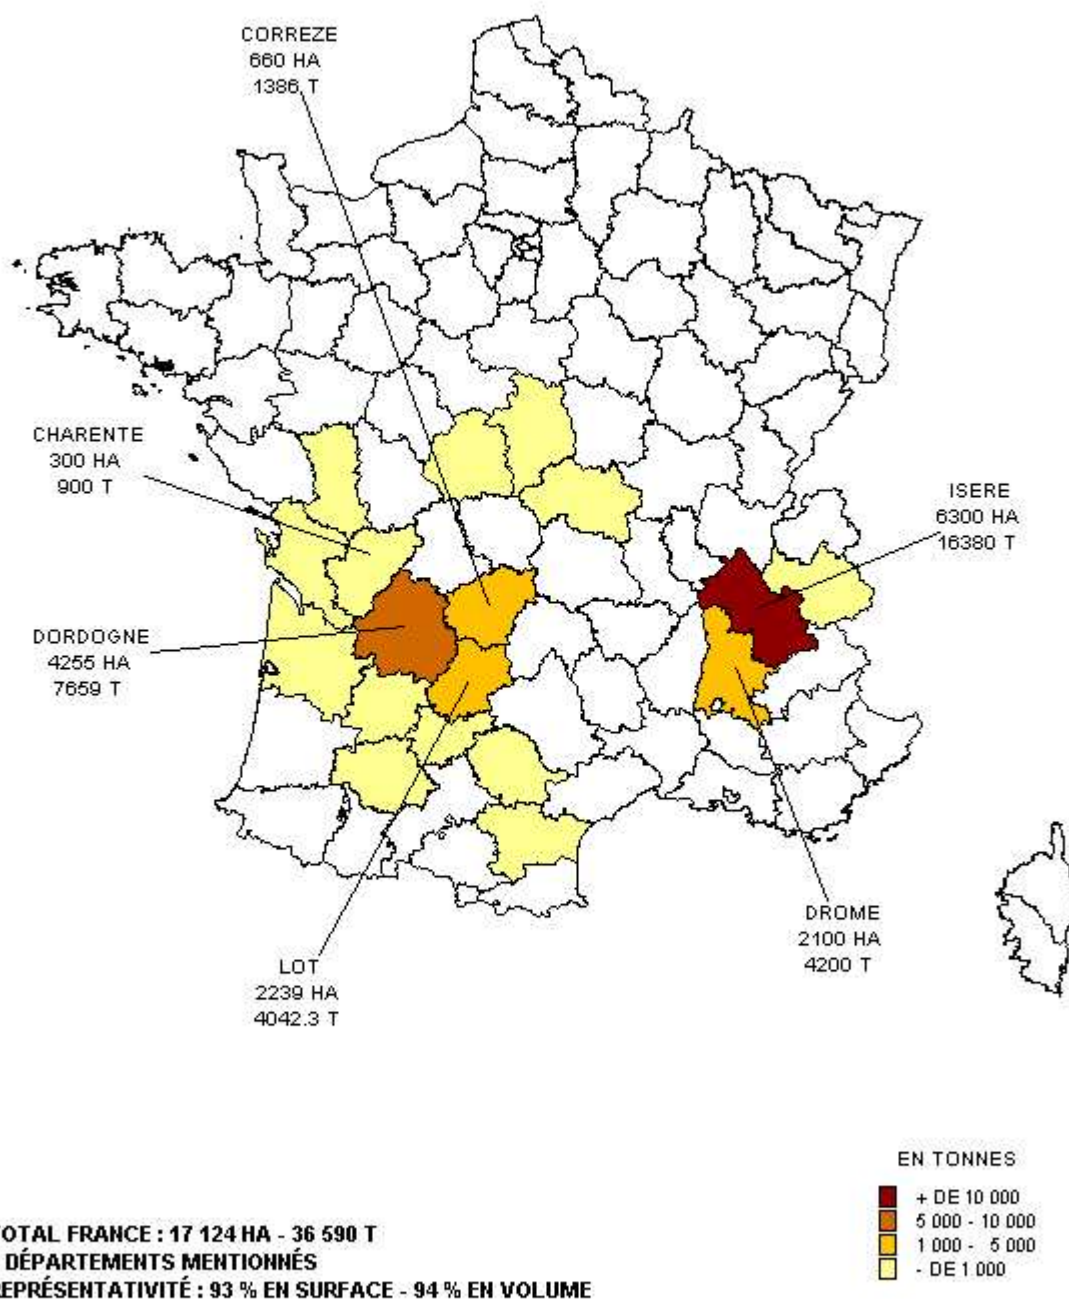 CORREZE
660 HA
1386 T
CHARENTE
300 HA
900 T
ISERE
6300 HA
16380 T
DORDOGNE
4255 HA
7659 T
DROME
2100 HA
4200 T
LOT
2239 HA
4042.3 T
EN TONNES
+ DE 10 000
5 000 - 10 000
1 000 - 5 000
- DE 1 000
TOTAL FRANCE : 17 124 HA - 36 590 T
DÉPARTEMENTS MENTIONNÉS
REPRÉSENTATIVITÉ : 93 % EN SURFACE - 94 % EN VOLUME